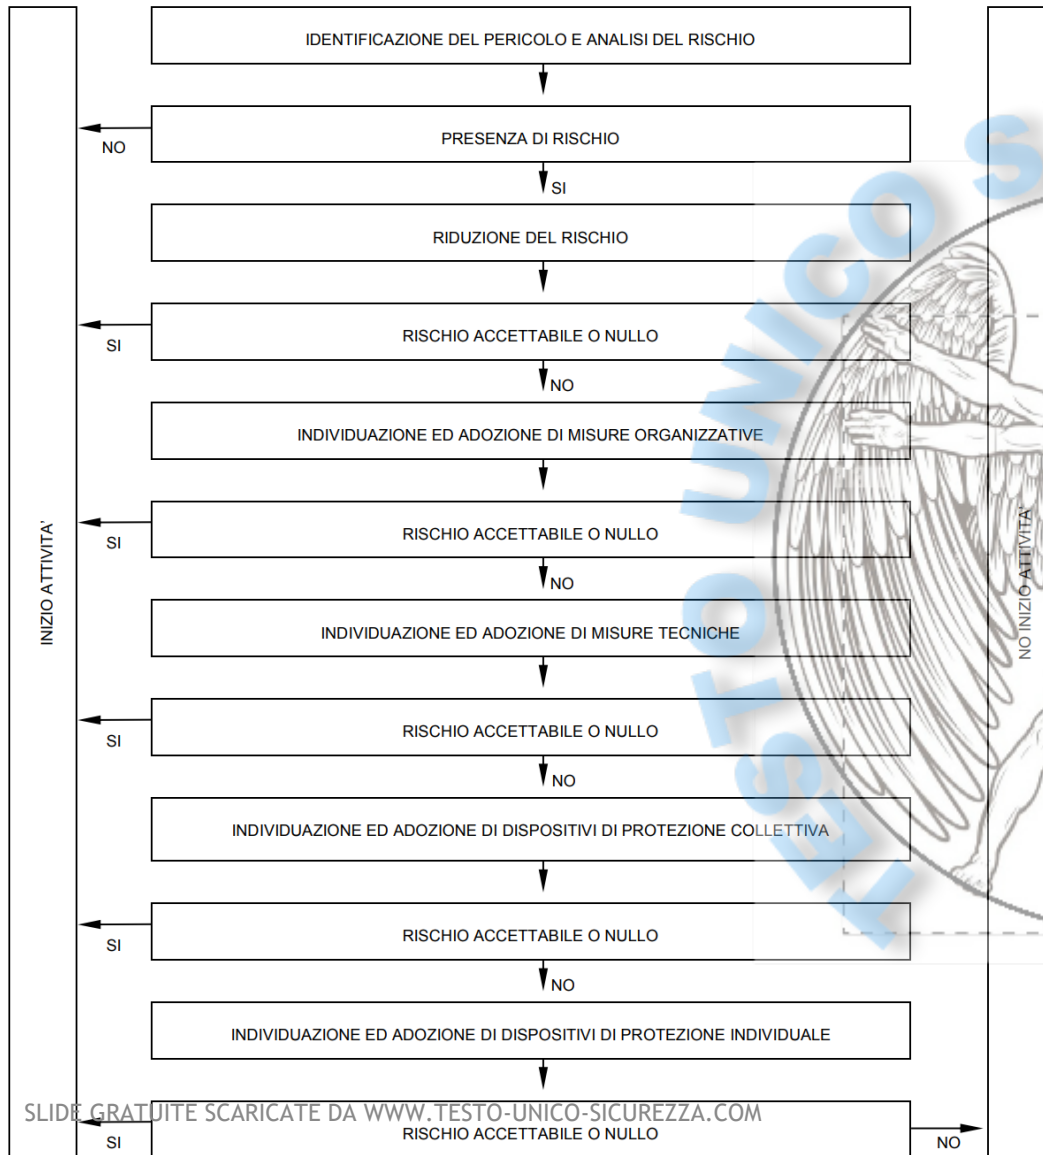 IDENTIFICAZIONE DEL PERICOLO E ANALISI DEL RISCHIO
NO
PRESENZA DI RISCHIO
SI
RIDUZIONE DEL RISCHIO
SI
RISCHIO ACCETTABILE O NULLO
NO
INDIVIDUAZIONE ED ADOZIONE DI MISURE ORGANIZZATIVE
SI
RISCHIO ACCETTABILE O NULLO
NO
INDIVIDUAZIONE ED ADOZIONE DI MISURE TECNICHE
SI
RISCHIO ACCETTABILE O NULLO
NO
INDIVIDUAZIONE ED ADOZIONE DI DISPOSITIVI DI PROTEZIONE COLLETTIVA
SI
RISCHIO ACCETTABILE O NULLO
NO
INDIVIDUAZIONE ED ADOZIONE DI DISPOSITIVI DI PROTEZIONE INDIVIDUALE
SI
RISCHIO ACCETTABILE O NULLO
NO
INIZIO ATTIVITA'
NO INIZIO ATTIVITA'
TESTO UNICO S
SLIDE GRATUITE SCARICATE DA WWW.TESTO-UNICO-SICUREZZA.COM